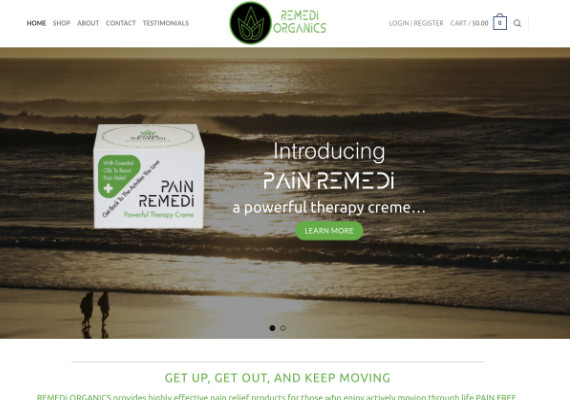 HOME SHOP ABOUT CONTACT TESTIMONIALS
REMEDi
ORGANICS
LOGIN / REGISTER CART / $0.00 0
PAIN
REMEDI
With Essential
Oils To Boost
Pain Relief
Get Back To The Activities You Love
PAIN
REMEDi
Powerful Therapy Creme
Introducing
PAiN REMEDi
a powerful therapy creme...
LEARN MORE
GET UP, GET OUT, AND KEEP MOVING
REMEDi ORGANICS provides highly effective pain relief products for those who enjoy actively moving through life PAIN FREE